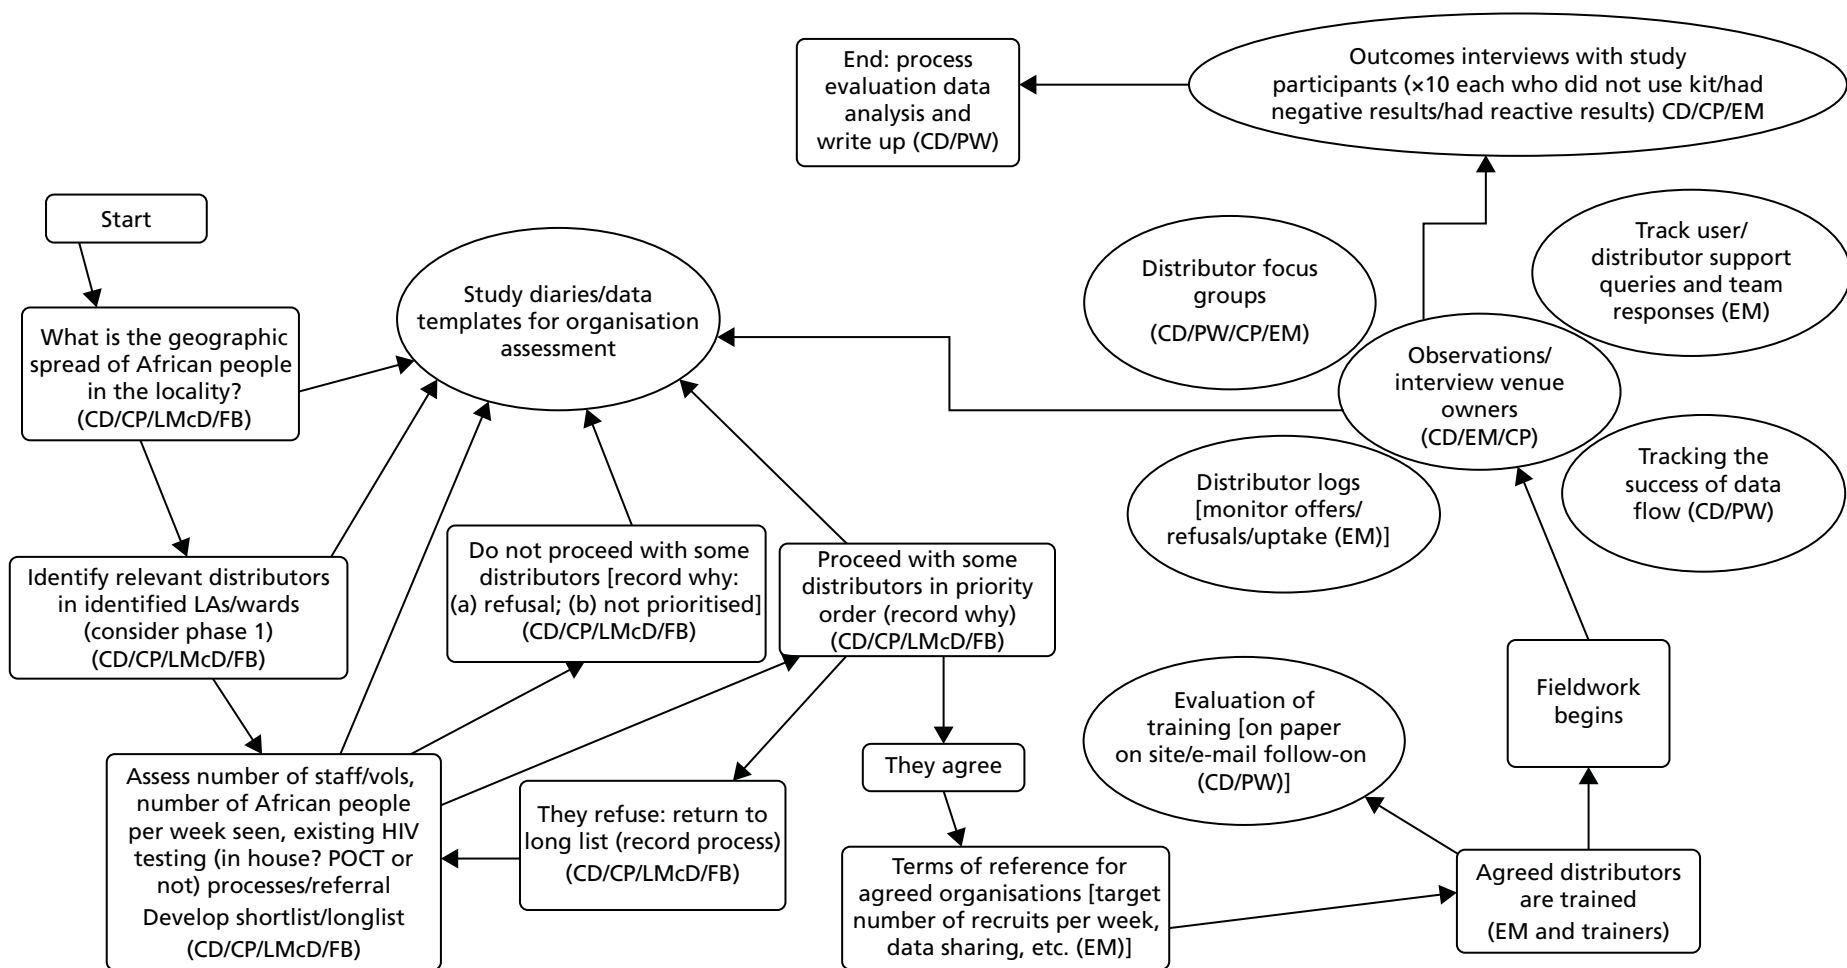 Start
What is the geographic
spread of African people
in the locality?
(CD/CP/LMcD/FB)
Identify relevant distributors
in identified LAs/wards
(consider phase 1)
(CD/CP/LMcD/FB)
Assess number of staff/vols,
number of African people
per week seen, existing HIV
testing (in house? POCT or
not) processes/referral
Develop shortlist/longlist
(CD/CP/LMcD/FB)
Study diaries/data
templates for organisation
assessment
Do not proceed with some
distributors [record why:
(a) refusal; (b) not prioritised]
(CD/CP/LMcD/FB)
Proceed with some
distributors in priority
order (record why)
(CD/CP/LMcD/FB)
They refuse: return to
long list (record process)
(CD/CP/LMcD/FB)
They agree
Terms of reference for
agreed organisations [target
number of recruits per week,
data sharing, etc. (EM)]
Agreed distributors
are trained
(EM and trainers)
Evaluation of
training [on paper
on site/e-mail follow-on
(CD/PW)]
Fieldwork
begins
Observations/
interview venue
owners
(CD/EM/CP)
Distributor focus
groups
(CD/PW/CP/EM)
Track user/
distributor support
queries and team
responses (EM)
Distributor logs
[monitor offers/
refusals/uptake (EM)]
Tracking the
success of data
flow (CD/PW)
Outcomes interviews with study
participants (×10 each who did not use kit/had
negative results/had reactive results) CD/CP/EM
End: process
evaluation data
analysis and
write up (CD/PW)